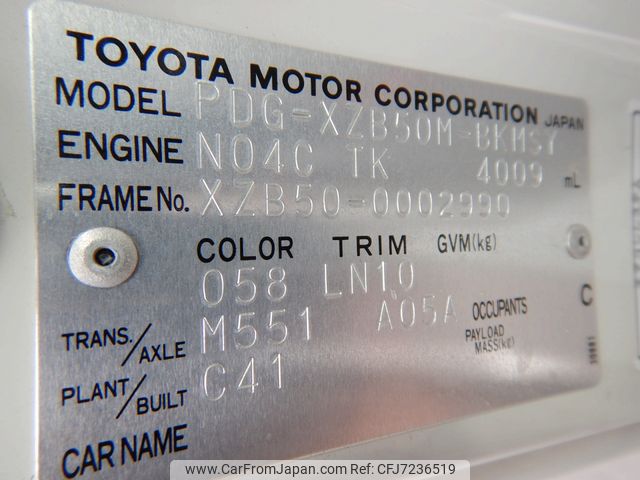 TOYOTA MOTOR CORPORATION JAPAN
MODEL PDG-XZB50M-BKMSY
ENGINE N04C TK 4009 mL
FRAME No. XZB50-0002990
COLOR TRIM GVM(kg)
058 LN10
TRANS./AXLE M551 A05A OCCUPANTS C
PAYLOAD MASS(kg)
PLANT/BUILT C41
CAR NAME
© CarFromJapan.com Ref: CFJ7236519